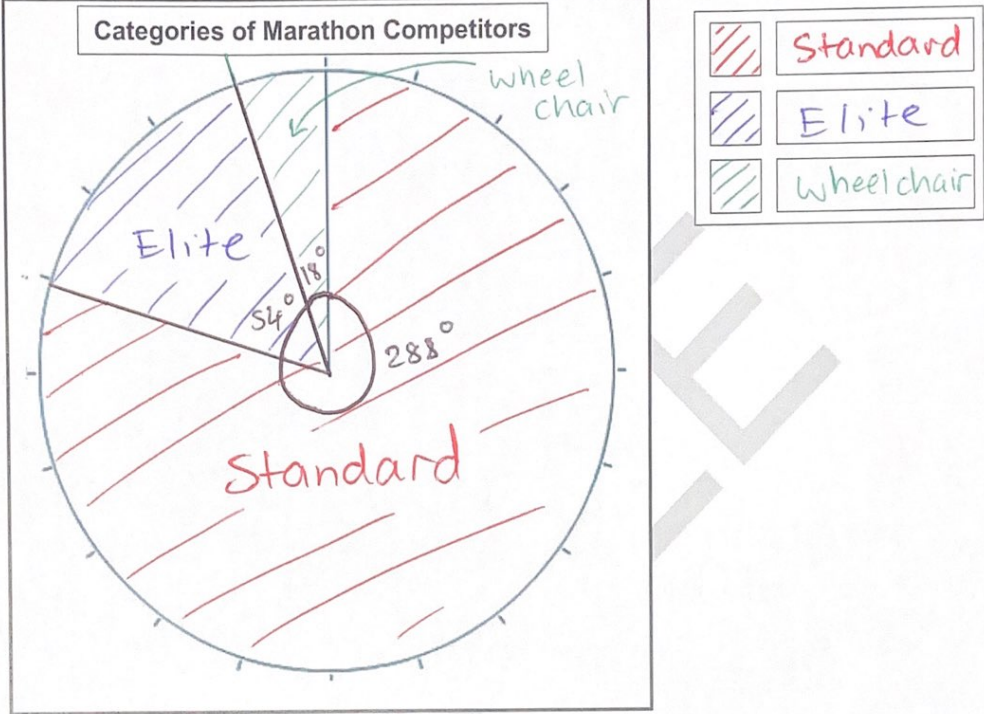 Categories of Marathon Competitors
Standard
Elite
wheelchair
wheel
chair
Elite
18°
54°
288°
Standard